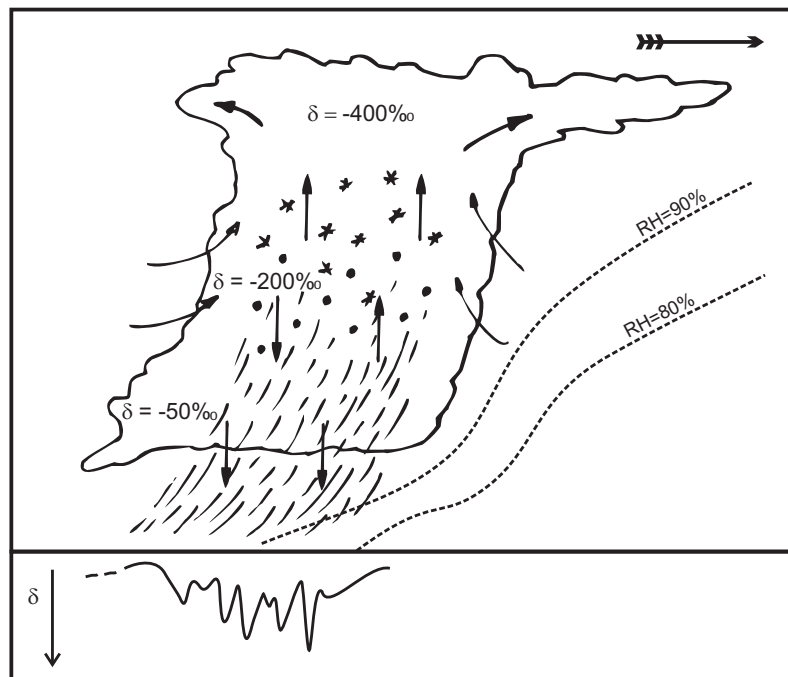 δ = -400‰
RH=90%
δ = -200‰
RH=80%
δ = -50‰
δ